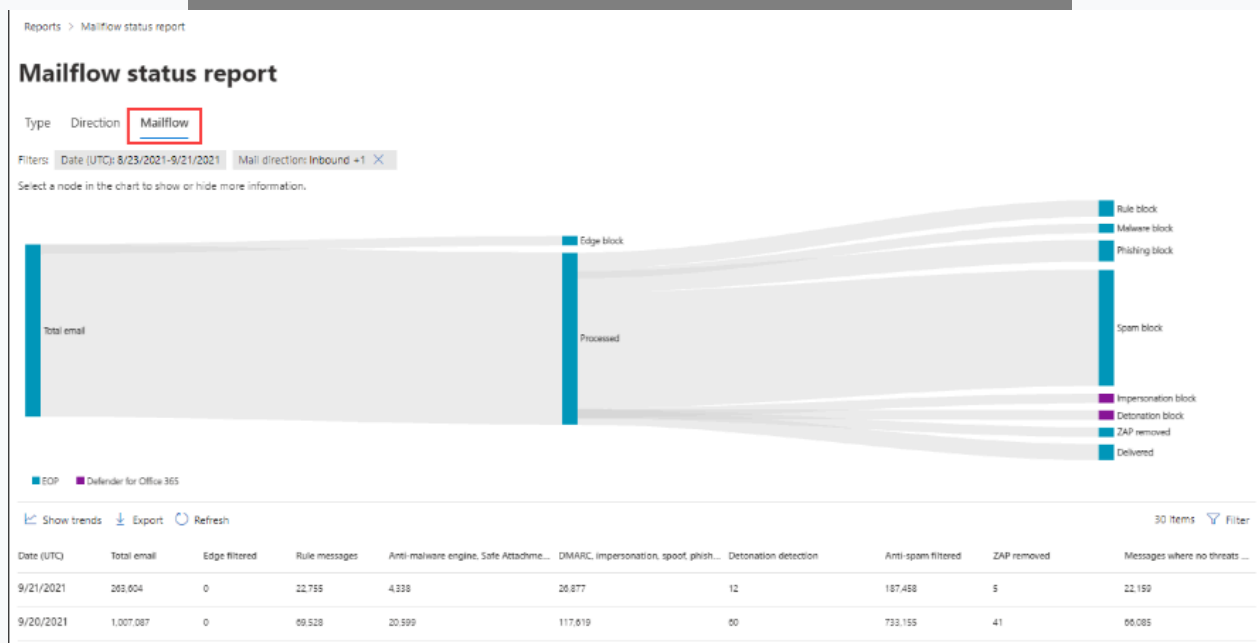 Reports > Mailflow status report
Mailflow status report
Type Direction Mailflow
Filters: Date (UTC): 8/23/2021-9/21/2021 Mail direction: Inbound +1 ×
Select a node in the chart to show or hide more information.
Rule block
Malware block
Edge block
Phishing block
Total email
Processed
Spam block
Impersonation block
Detonation block
ZAP removed
Delivered
EOP Defender for Office 365
Show trends Export Refresh 30 items Filter
Date (UTC) Total email Edge filtered Rule messages Anti-malware engine, Safe Attachme... DMARC, impersonation, spoof, phish... Detonation detection Anti-spam filtered ZAP removed Messages where no threats ...
9/21/2021 263,604 0 22,755 4,338 26,877 12 187,458 5 22,159
9/20/2021 1,007,087 0 69,528 20,599 117,619 60 733,155 41 66,085